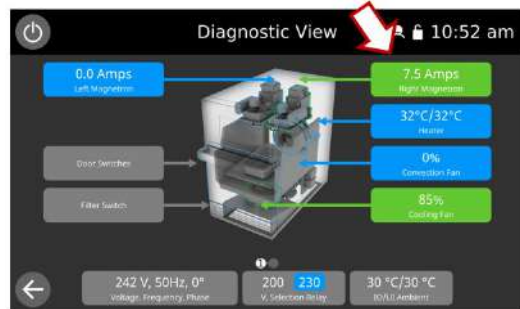 Diagnostic View
10:52 am
0.0 Amps
Left Magnetron
7.5 Amps
Right Magnetron
32°C/32°C
Heater
Door Switches
0%
Convection Fan
Filter Switch
85%
Cooling Fan
1
242 V, 50Hz, 0°
Voltage, Frequency, Phase
200 230
V, Selection Relay
30 °C/30 °C
IO/LO Ambient